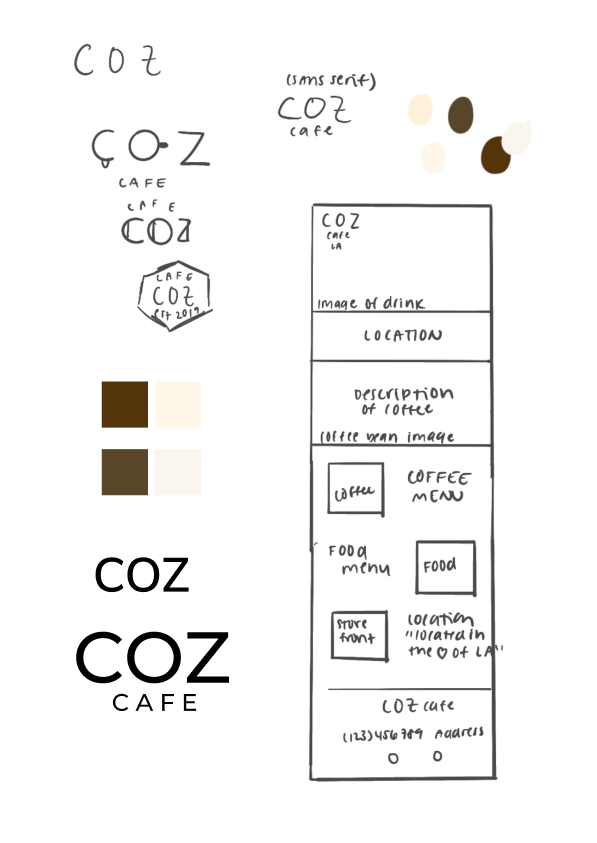 COZ
(sans serif)
COZ
cafe
COZ
CAFE
CAFE
COZ
CAFE
COZ
EST 2019
COZ
COZ
CAFE
COZ
cafe
LA
image of drink
LOCATION
DESCRIPTION
OF COFFEE
coffee bean image
COFFEE
COFFEE
MENU
FOOD
menu
FOOD
STORE
front
Location
"located in
the ♡ of LA"
COZ cafe
(123)456789 Address